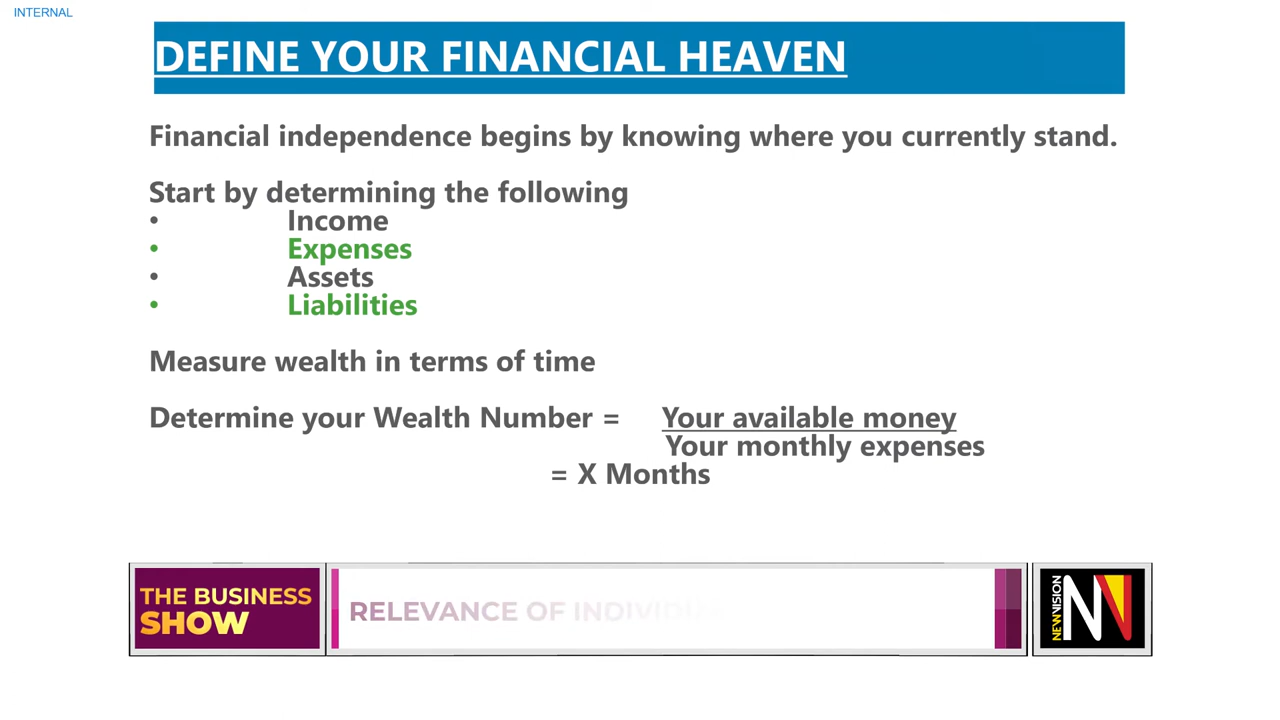 INTERNAL
DEFINE YOUR FINANCIAL HEAVEN
Financial independence begins by knowing where you currently stand.
Start by determining the following
• Income
• Expenses
• Assets
• Liabilities
Measure wealth in terms of time
Determine your Wealth Number = Your available money
Your monthly expenses
= X Months
THE BUSINESS
SHOW
RELEVANCE OF
NEW VISION